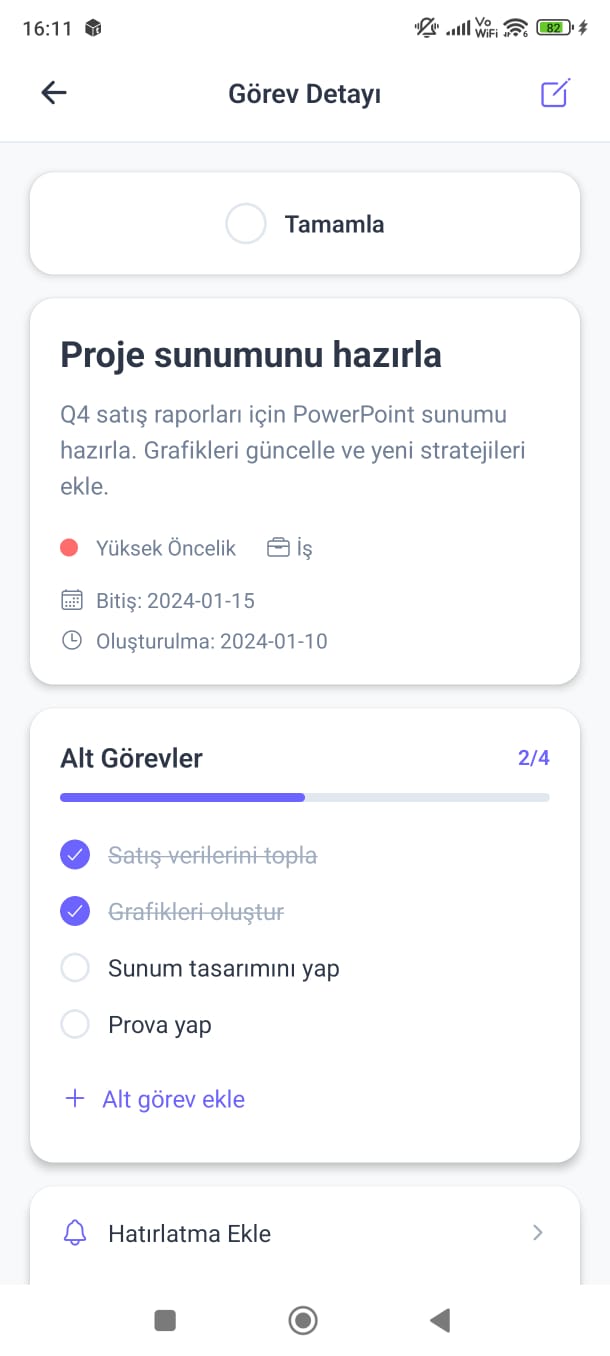 16:11
Vo
WiFi
6
82
Görev Detayı
Tamamla
Proje sunumunu hazırla
Q4 satış raporları için PowerPoint sunumu
hazırla. Grafikleri güncelle ve yeni stratejileri
ekle.
Yüksek Öncelik İş
Bitiş: 2024-01-15
Oluşturulma: 2024-01-10
Alt Görevler 2/4
Satış verilerini topla
Grafikleri oluştur
Sunum tasarımını yap
Prova yap
+ Alt görev ekle
Hatırlatma Ekle